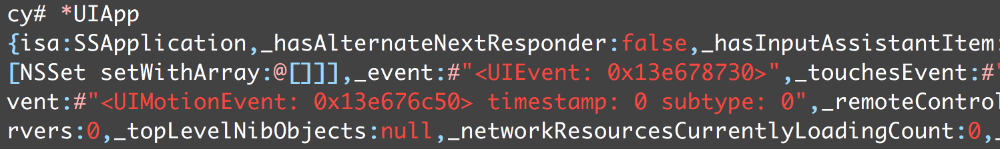 cy# *UIApp
{isa:SSApplication,_hasAlternateNextResponder:false,_hasInputAssistantItem:
[NSSet setWithArray:@[]]],_event:#"<UIEvent: 0x13e678730>",_touchesEvent:#"
vent:#"<UIMotionEvent: 0x13e676c50> timestamp: 0 subtype: 0",_remoteControl
rvers:0,_topLevelNibObjects:null,_networkResourcesCurrentlyLoadingCount:0,_